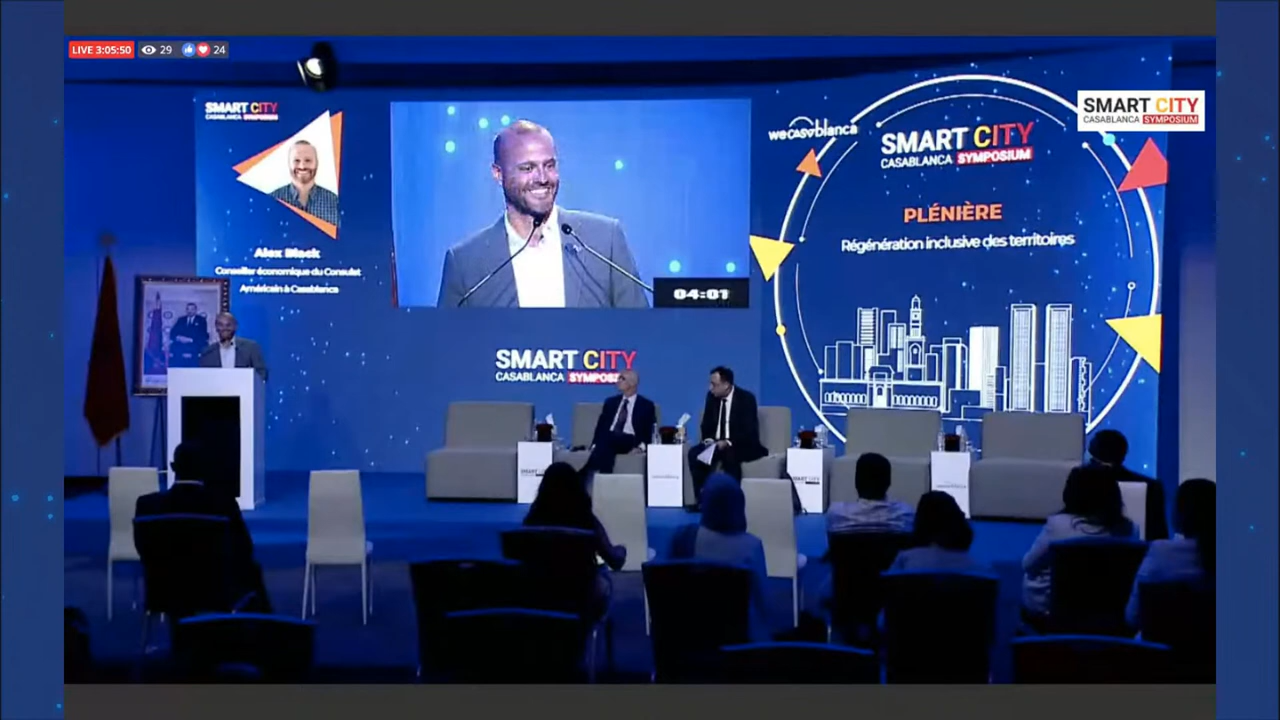 LIVE 3:05:50 29 24
SMART CITY
CASABLANCA SYMPOSIUM
Alex Black
Conseiller économique du Consulat
Américain à Casablanca
04:01
SMART CITY
CASABLANCA
wecasablanca
SMART CITY
CASABLANCA SYMPOSIUM
PLÉNIÈRE
Régénération inclusive des territoires
SMART CITY
CASABLANCA SYMPOSIUM